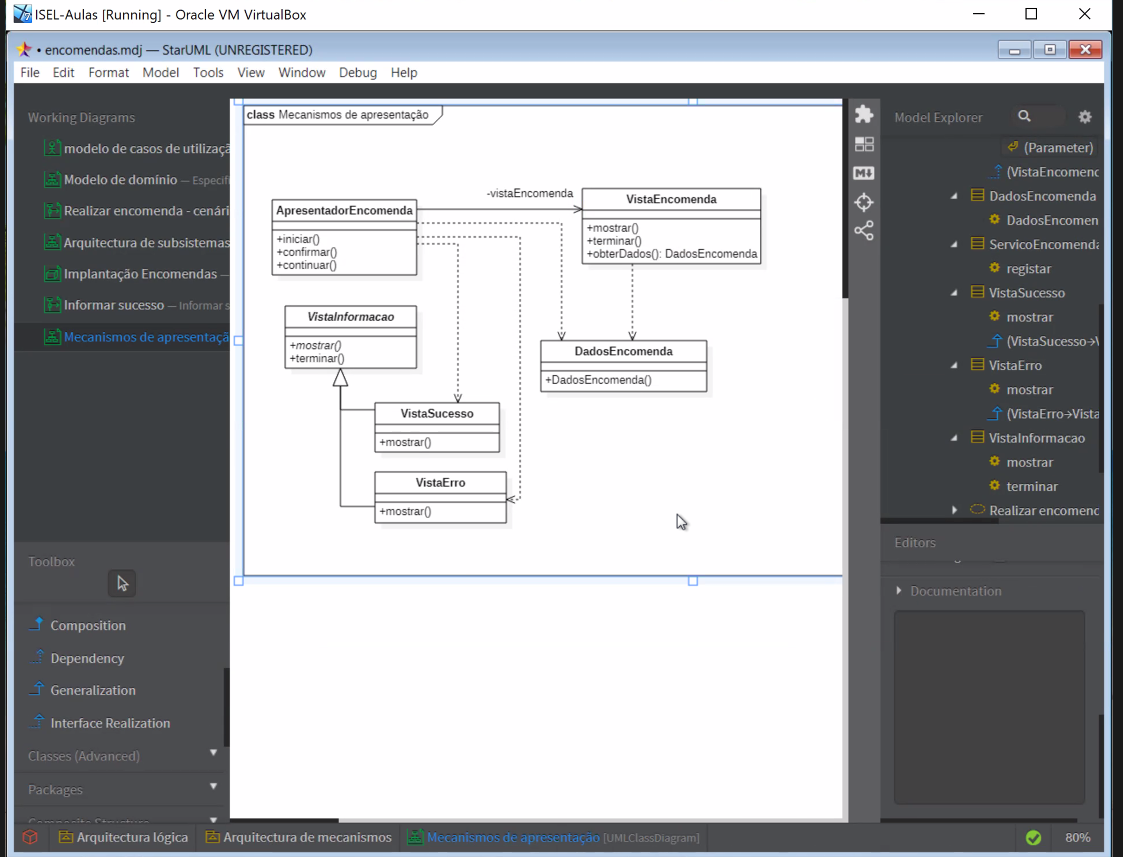 ISEL-Aulas [Running] - Oracle VM VirtualBox
• encomendas.mdj — StarUML (UNREGISTERED)
File Edit Format Model Tools View Window Debug Help
Working Diagrams
modelo de casos de utilizaçã
Modelo de domínio — Especifi
Realizar encomenda - cenári
Arquitectura de subsistemas
Implantação Encomendas —
Informar sucesso — Informar s
Mecanismos de apresentaçã
Toolbox
Composition
Dependency
Generalization
Interface Realization
Classes (Advanced)
Packages
Composite Structure
class Mecanismos de apresentação
ApresentadorEncomenda
+iniciar()
+confirmar()
+continuar()
-vistaEncomenda
VistaEncomenda
+mostrar()
+terminar()
+obterDados(): DadosEncomenda
VistaInformacao
+mostrar()
+terminar()
DadosEncomenda
+DadosEncomenda()
VistaSucesso
+mostrar()
VistaErro
+mostrar()
Model Explorer
(Parameter)
(VistaEncomenc
DadosEncomenda
DadosEncomen
ServicoEncomenda
registar
VistaSucesso
mostrar
(VistaSucesso→V
VistaErro
mostrar
(VistaErro→Vista
VistaInformacao
mostrar
terminar
Realizar encomenc
Editors
Documentation
Arquitectura lógica Arquitectura de mecanismos Mecanismos de apresentação [UMLClassDiagram] 80%